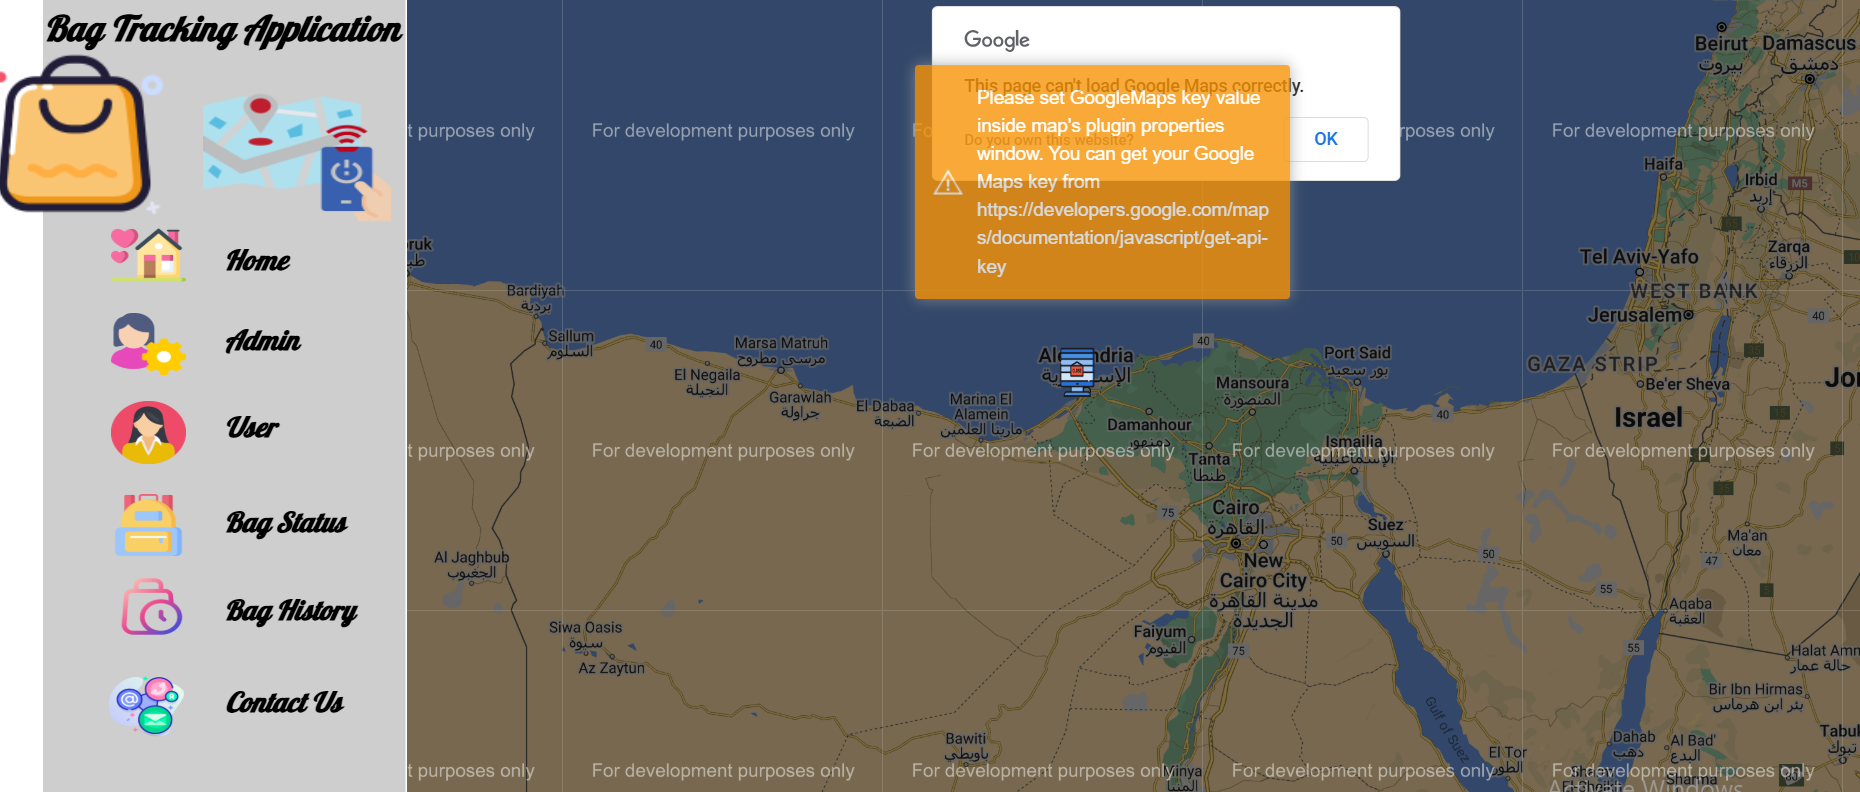 Bag Tracking Application
Home
Admin
User
Bag Status
Bag History
Contact Us
Google
This page can't load Google Maps correctly.
Do you own this website?
OK
Please set GoogleMaps key value
inside map's plugin properties
window. You can get your Google
Maps key from
https://developers.google.com/map
s/documentation/javascript/get-api-
key
Beirut
بيروت
Damascus
دمشق
t purposes only
For development purposes only
rposes only
For development purposes only
Haifa
Irbid
إربد
M5
ruk
Tel Aviv-Yafo
Zarqa
الزرقاء
WEST BANK
Jerusalem
40
Bardiyah
بردية
Sallum
السلوم
40
Marsa Matruh
مرسى مطروح
40
Port Said
بور سعيد
GAZA STRIP
El Negaila
النجيلة
Garawlah
جراولة
El Dabaa
الضبعة
Marina El
Alamein
مارينا العلمين
Mansoura
المنصورة
Be'er Sheva
40
Israel
Damanhour
دمنهور
Ismailia
الإسماعيلية
t purposes only
For development purposes only
For development purposes only
For development purposes only
For development purposes only
Tanta
طنطا
75
Cairo
القاهرة
Suez
السويس
50
50
New
Cairo City
مدينة القاهرة
الجديدة
Ma'an
معان
47
55
Al Jaghbub
الجغبوب
Aqaba
العقبة
Siwa Oasis
سيوة
Az Zaytun
Faiyum
الفيوم
75
55
Halat Amm
حالة عمار
Bir Ibn Hirmas
بئر ابن هرماس
Gulf of Suez
Tabuk
تبوك
Bawiti
باويطي
El Tor
الطور
Dahab
دهب
Al Bad'
البدع
t purposes only
For development purposes only
For development purposes only
For development purposes only
For development purposes only
Minya
المنيا
Sharma
Activate Windows